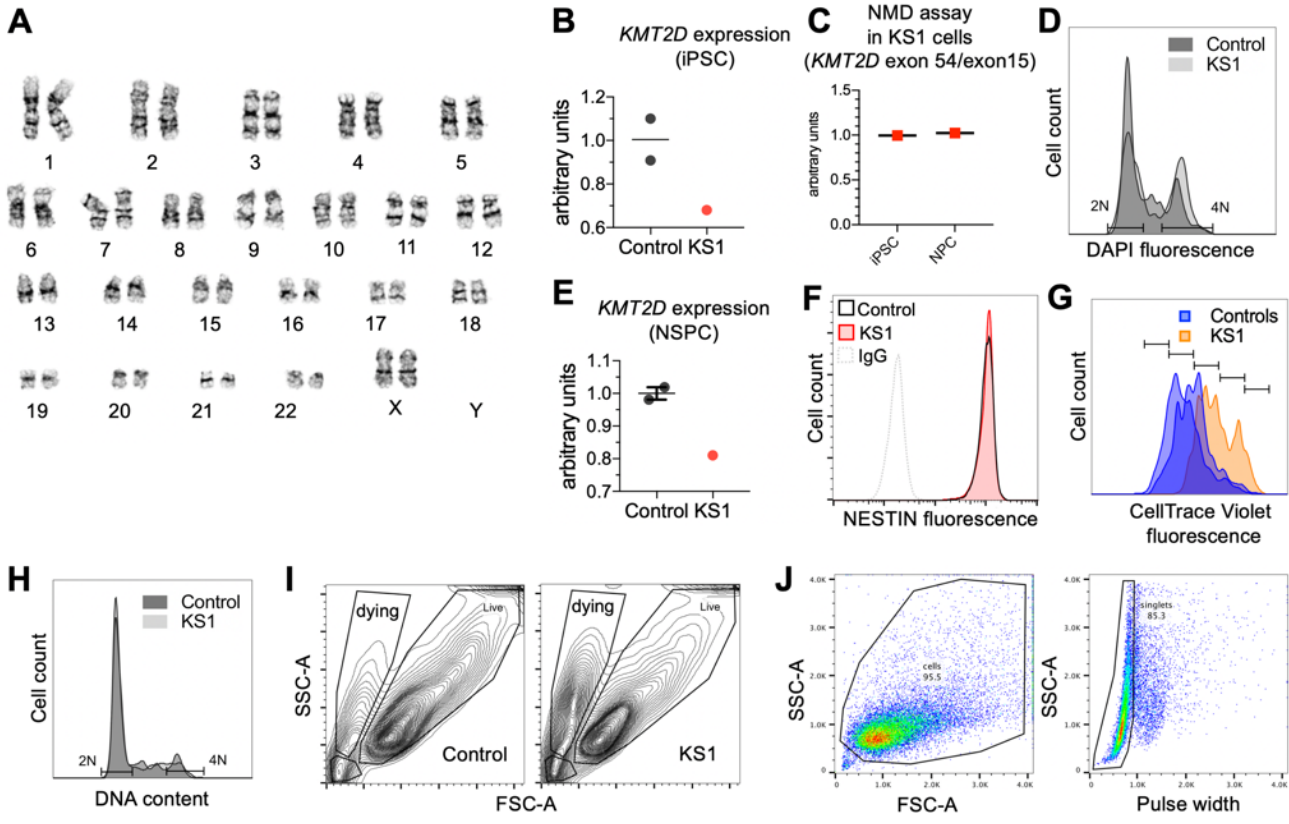 A
1 2 3 4 5
6 7 8 9 10 11 12
13 14 15 16 17 18
19 20 21 22 X Y
B
KMT2D expression
(iPSC)
arbitrary units
1.2
1.0
0.8
0.6
Control KS1
C
NMD assay
in KS1 cells
(KMT2D exon 54/exon15)
arbitrary units
1.5
1.0
0.5
0.0
iPSC
NPC
D
Control
KS1
Cell count
2N
4N
DAPI fluorescence
E
KMT2D expression
(NSPC)
arbitrary units
1.1
1.0
0.9
0.8
0.7
Control KS1
F
Control
KS1
IgG
Cell count
NESTIN fluorescence
G
Controls
KS1
Cell count
CellTrace Violet
fluorescence
H
Control
KS1
Cell count
2N
4N
DNA content
I
dying
Live
Control
dying
Live
KS1
SSC-A
FSC-A
J
SSC-A
4.0K
3.0K
2.0K
1.0K
0
cells
95.5
0 1.0K 2.0K 3.0K 4.0K
FSC-A
SSC-A
4.0K
3.0K
2.0K
1.0K
0
singlets
85.3
0 1.0K 2.0K 3.0K 4.0K
Pulse width